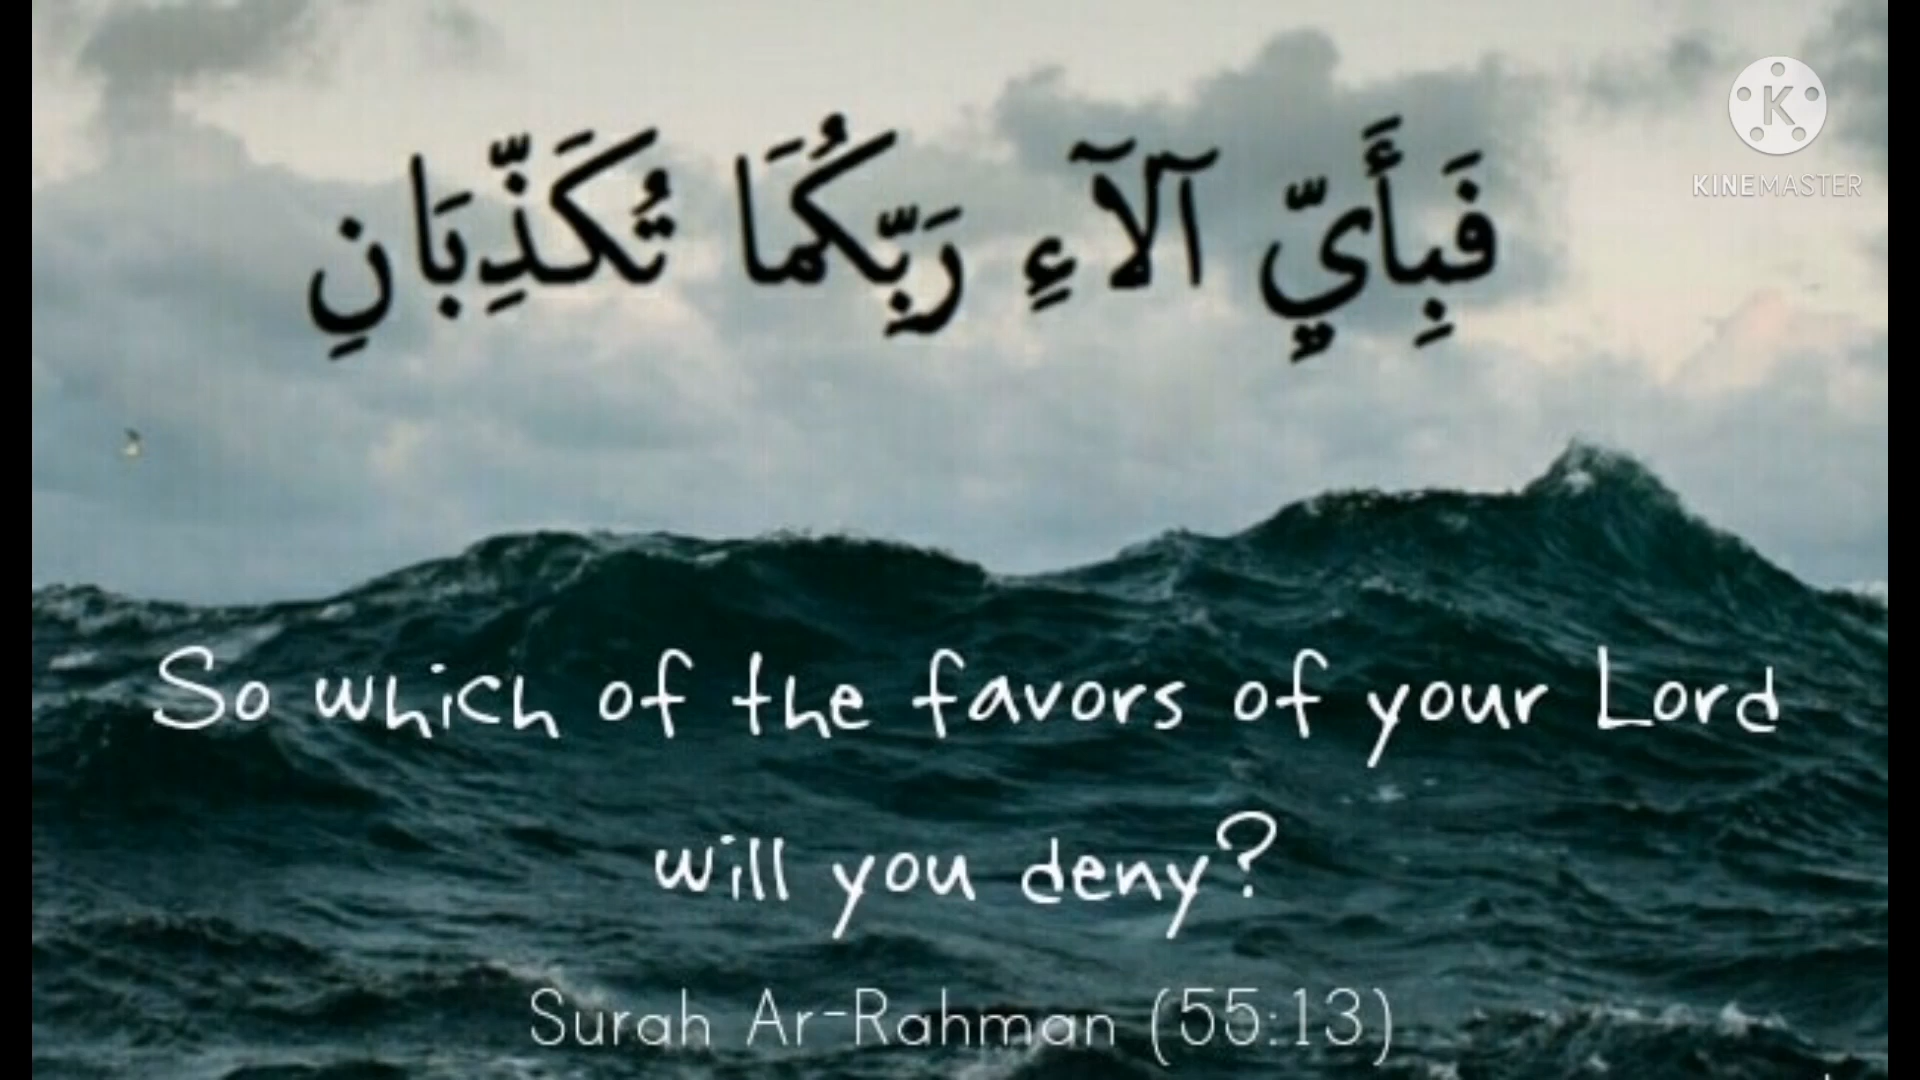 KINEMASTER
فَبِأَيِّ آلَآءِ رَبِّكُمَا تُكَذِّبَانِ
So which of the favors of your Lord
will you deny?
Surah Ar-Rahman (55:13)